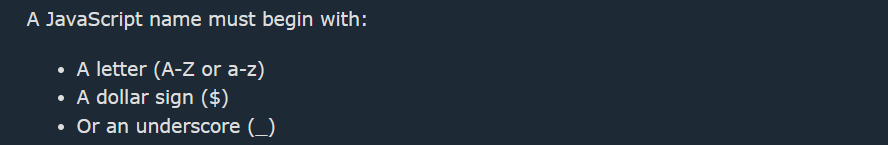 A JavaScript name must begin with:
• A letter (A-Z or a-z)
• A dollar sign ($)
• Or an underscore (_)